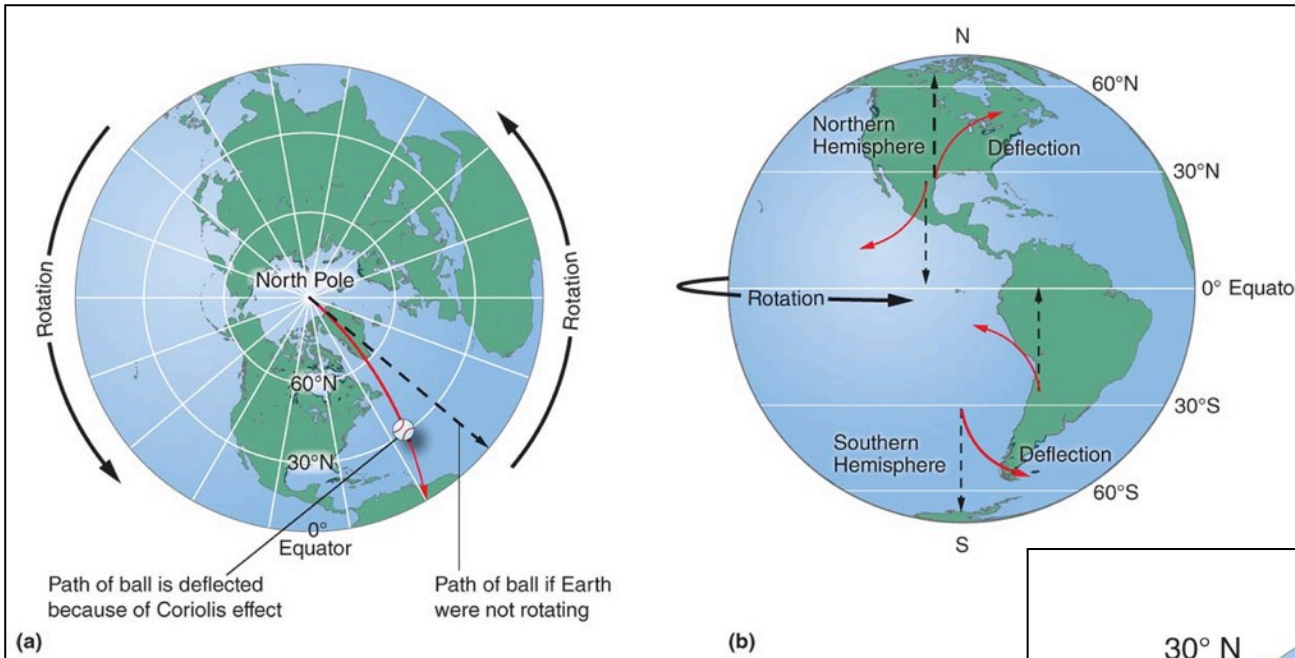 Rotation
North Pole
60°N
30°N
0°
Equator
Rotation
Path of ball is deflected
because of Coriolis effect
Path of ball if Earth
were not rotating
(a)
N
60°N
Northern
Hemisphere
Deflection
30°N
Rotation
0° Equato
30°S
Southern
Hemisphere
Deflection
60°S
S
(b)
30° N